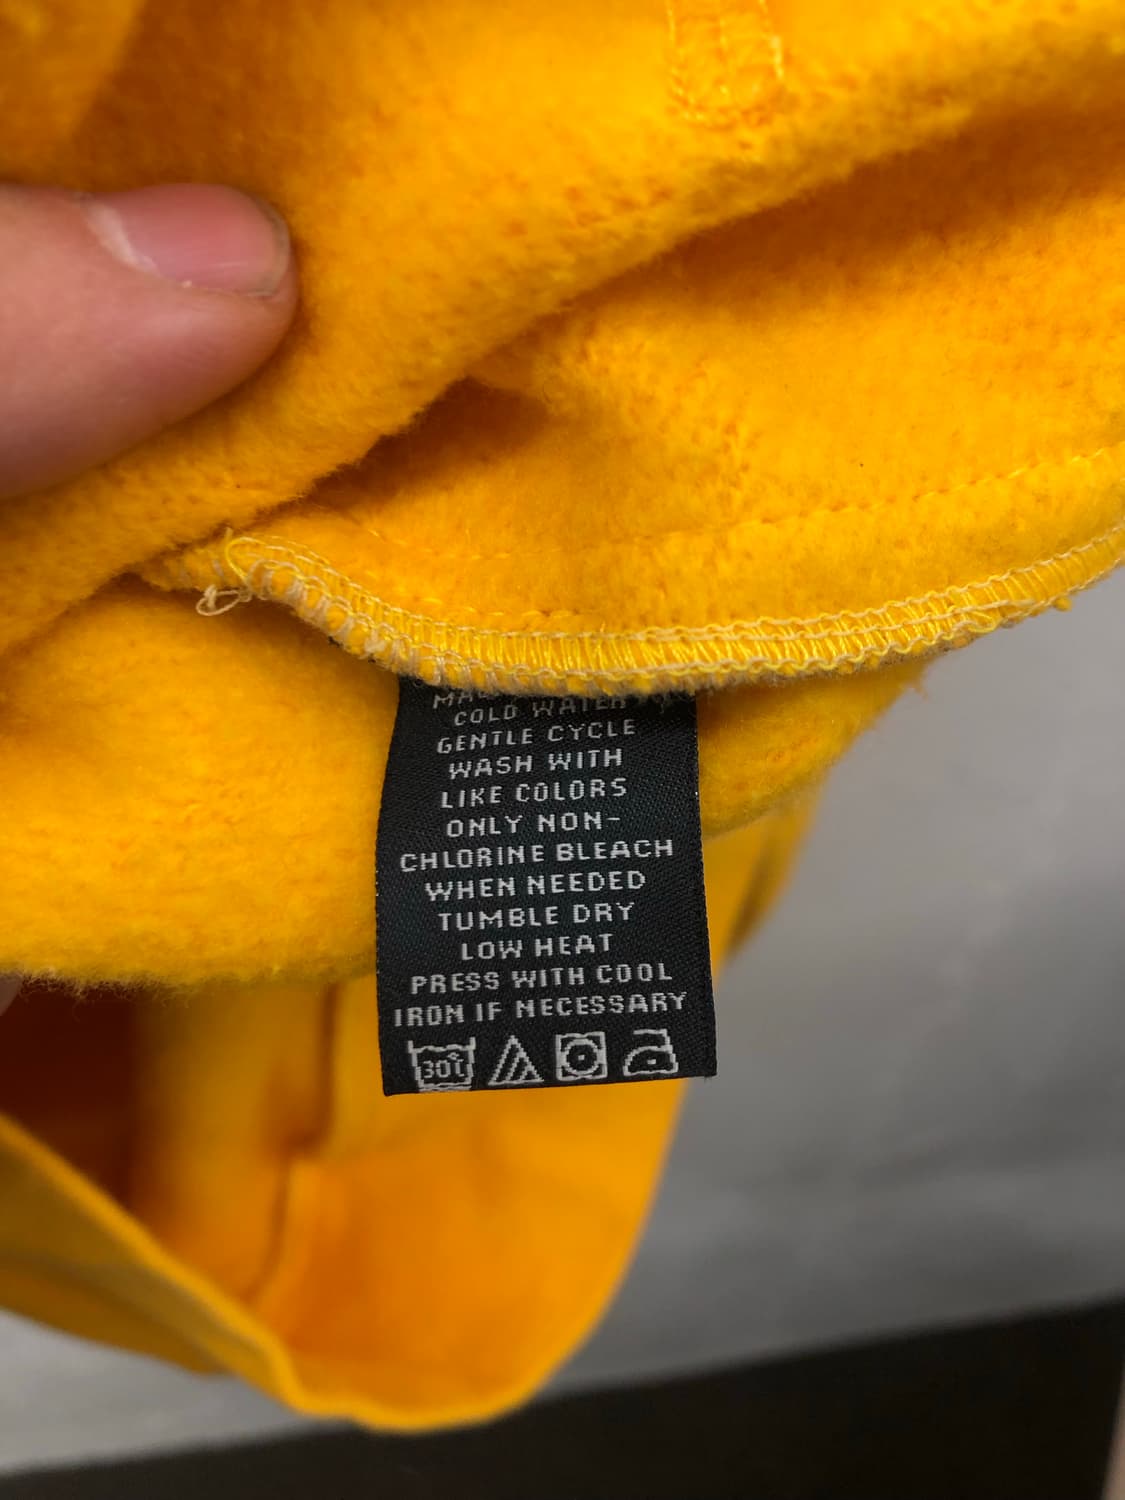 COLD WATER
GENTLE CYCLE
WASH WITH
LIKE COLORS
ONLY NON-
CHLORINE BLEACH
WHEN NEEDED
TUMBLE DRY
LOW HEAT
PRESS WITH COOL
IRON IF NECESSARY
30